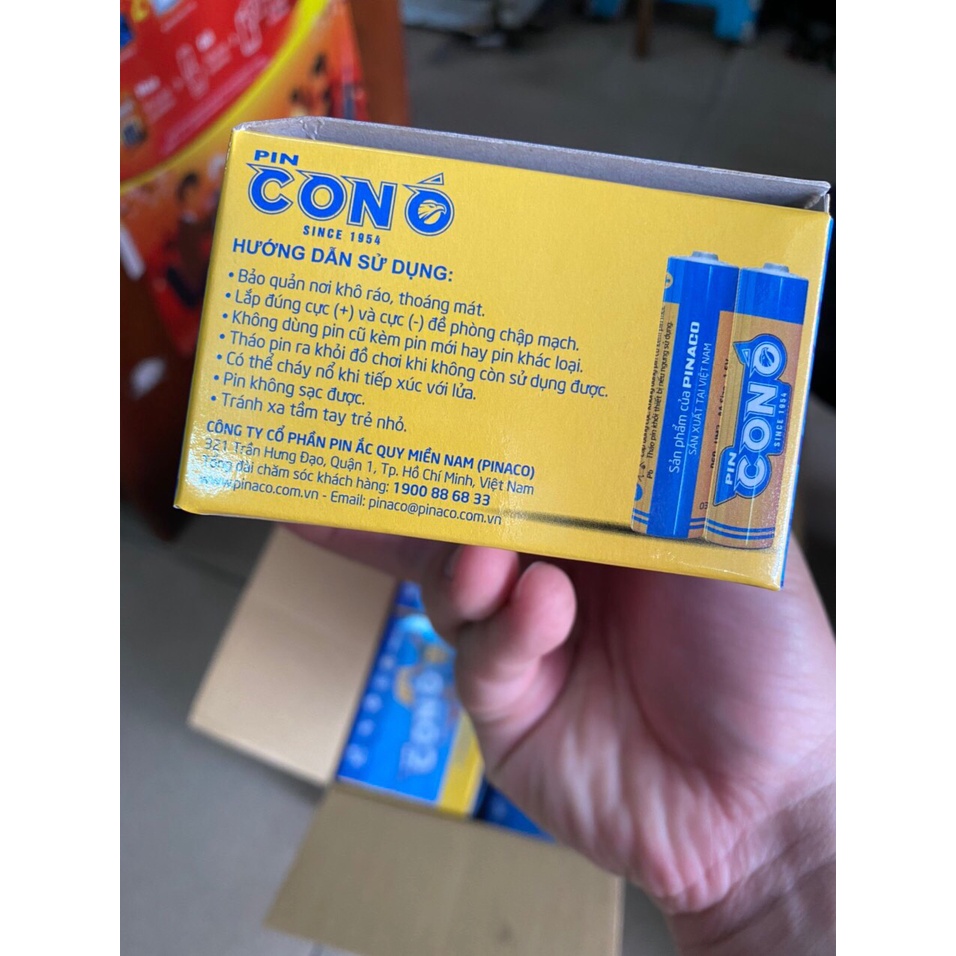 PIN
CON Ó
SINCE 1954
HƯỚNG DẪN SỬ DỤNG:
• Bảo quản nơi khô ráo, thoáng mát.
• Lắp đúng cực (+) và cực (-) đề phòng chập mạch.
• Không dùng pin cũ kèm pin mới hay pin khác loại.
• Tháo pin ra khỏi đồ chơi khi không còn sử dụng được.
• Có thể cháy nổ khi tiếp xúc với lửa.
• Pin không sạc được.
• Tránh xa tầm tay trẻ nhỏ.
CÔNG TY CỔ PHẦN PIN ẮC QUY MIỀN NAM (PINACO)
321 Trần Hưng Đạo, Quận 1, Tp. Hồ Chí Minh, Việt Nam
Tổng đài chăm sóc khách hàng: 1900 88 68 33
www.pinaco.com.vn - Email: pinaco@pinaco.com.vn
Sản phẩm của PINACO
SẢN XUẤT TẠI VIỆT NAM
PIN
CON Ó
SINCE 1954
CON Ó